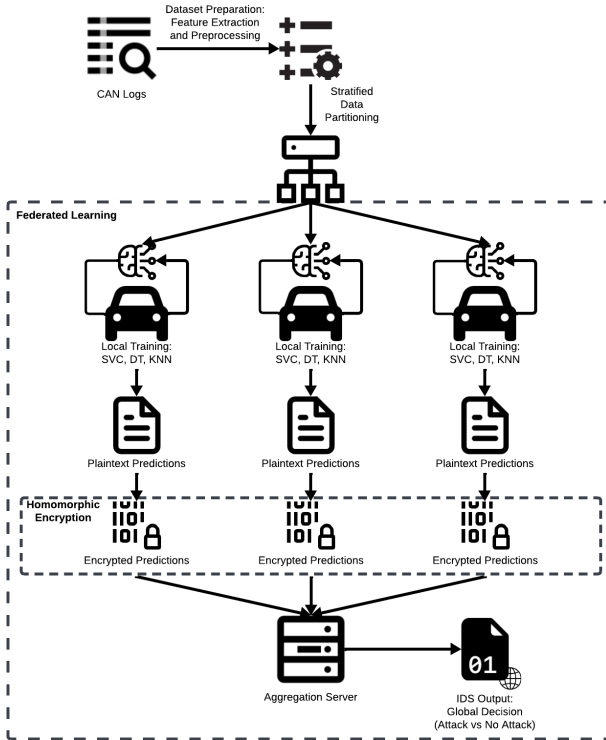 Dataset Preparation:
Feature Extraction
and Preprocessing
CAN Logs
Stratified
Data
Partitioning
Federated Learning
Local Training:
SVC, DT, KNN
Local Training:
SVC, DT, KNN
Local Training:
SVC, DT, KNN
Plaintext Predictions
Plaintext Predictions
Plaintext Predictions
Homomorphic
Encryption
Encrypted Predictions
Encrypted Predictions
Encrypted Predictions
Aggregation Server
01
IDS Output:
Global Decision
(Attack vs No Attack)